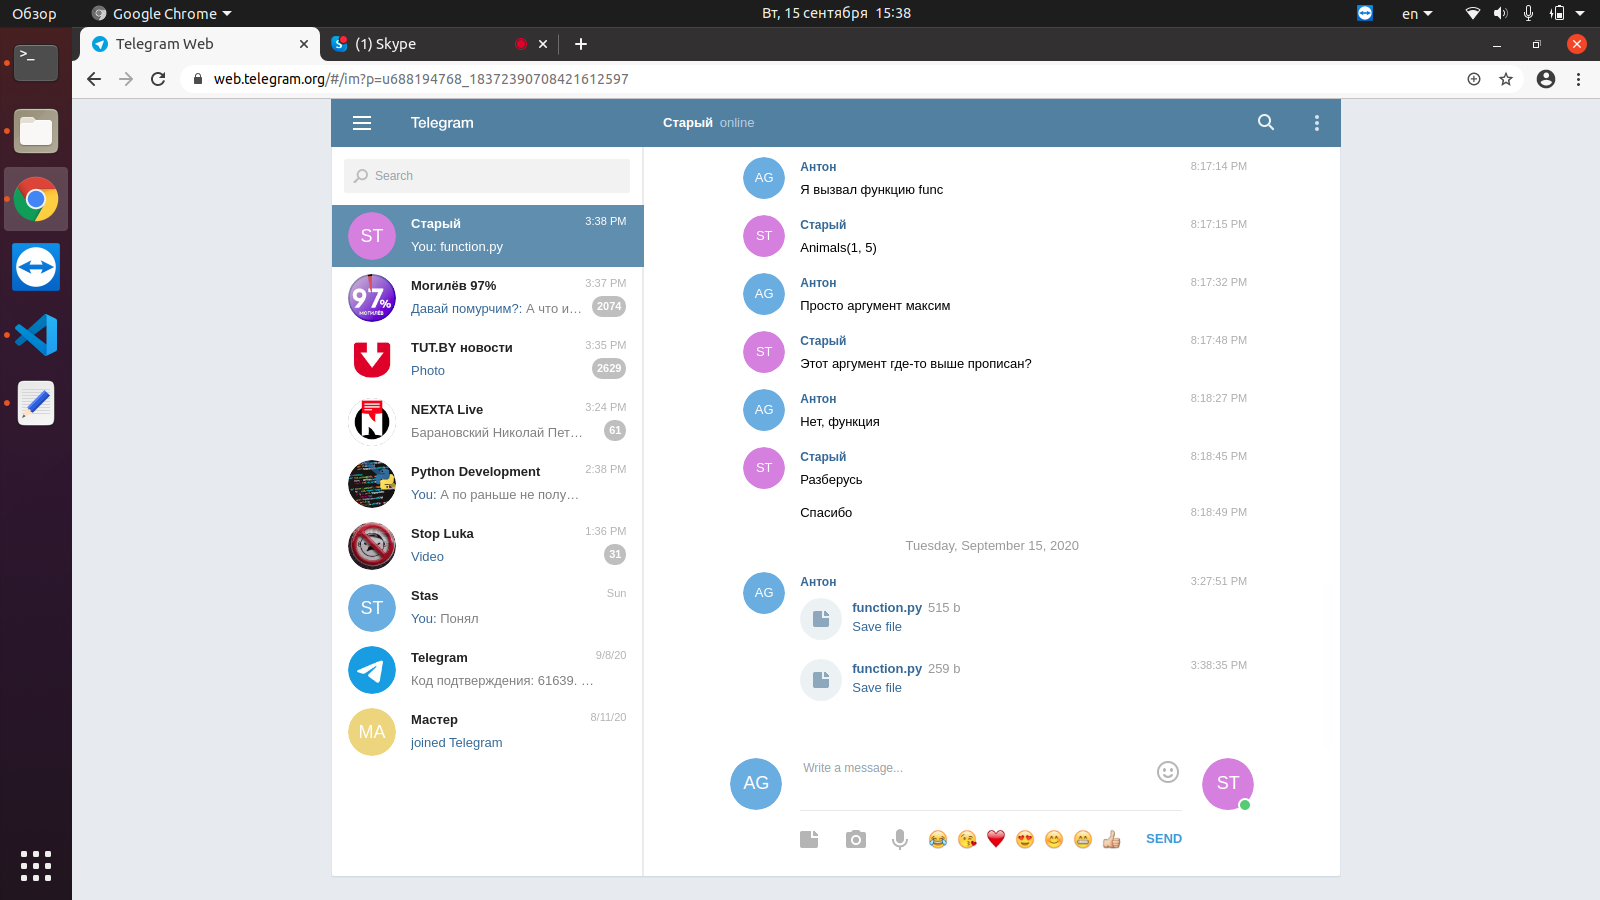 Обзор
Google Chrome
Вт, 15 сентября 15:38
en
Telegram Web
(1) Skype
web.telegram.org/#/im?p=u688194768_18372390708421612597
Telegram
Старый online
Search
ST
Старый
3:38 PM
You: function.py
97%
МОГИЛЁВ
Могилёв 97%
3:37 PM
Давай помурчим?: А что и...
2074
TUT.BY новости
3:35 PM
Photo
2629
N
NEXTA Live
3:24 PM
Барановский Николай Пет...
61
Python Development
2:38 PM
You: А по раньше не полу...
Stop Luka
1:36 PM
Video
31
ST
Stas
Sun
You: Понял
Telegram
9/8/20
Код подтверждения: 61639. ...
MA
Мастер
8/11/20
joined Telegram
AG
Антон
8:17:14 PM
Я вызвал функцию func
ST
Старый
8:17:15 PM
Animals(1, 5)
AG
Антон
8:17:32 PM
Просто аргумент максим
ST
Старый
8:17:48 PM
Этот аргумент где-то выше прописан?
AG
Антон
8:18:27 PM
Нет, функция
ST
Старый
8:18:45 PM
Разберусь
Спасибо
8:18:49 PM
Tuesday, September 15, 2020
AG
Антон
3:27:51 PM
function.py 515 b
Save file
function.py 259 b
3:38:35 PM
Save file
AG
Write a message...
ST
SEND